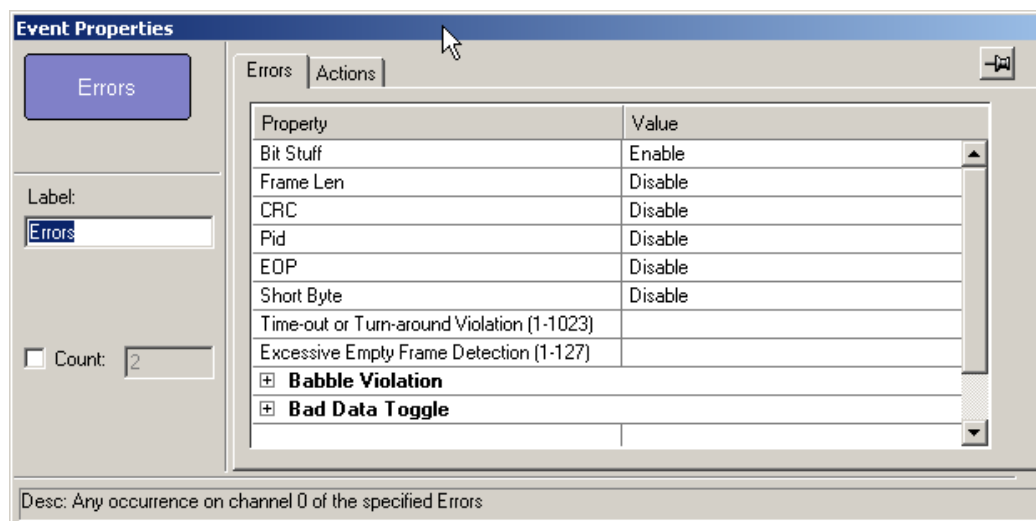 Event Properties
Errors
Errors Actions
Property Value
Bit Stuff Enable
Frame Len Disable
CRC Disable
Pid Disable
EOP Disable
Short Byte Disable
Time-out or Turn-around Violation (1-1023)
Excessive Empty Frame Detection (1-127)
Babble Violation
Bad Data Toggle
Label:
Errors
Count: 2
Desc: Any occurrence on channel 0 of the specified Errors